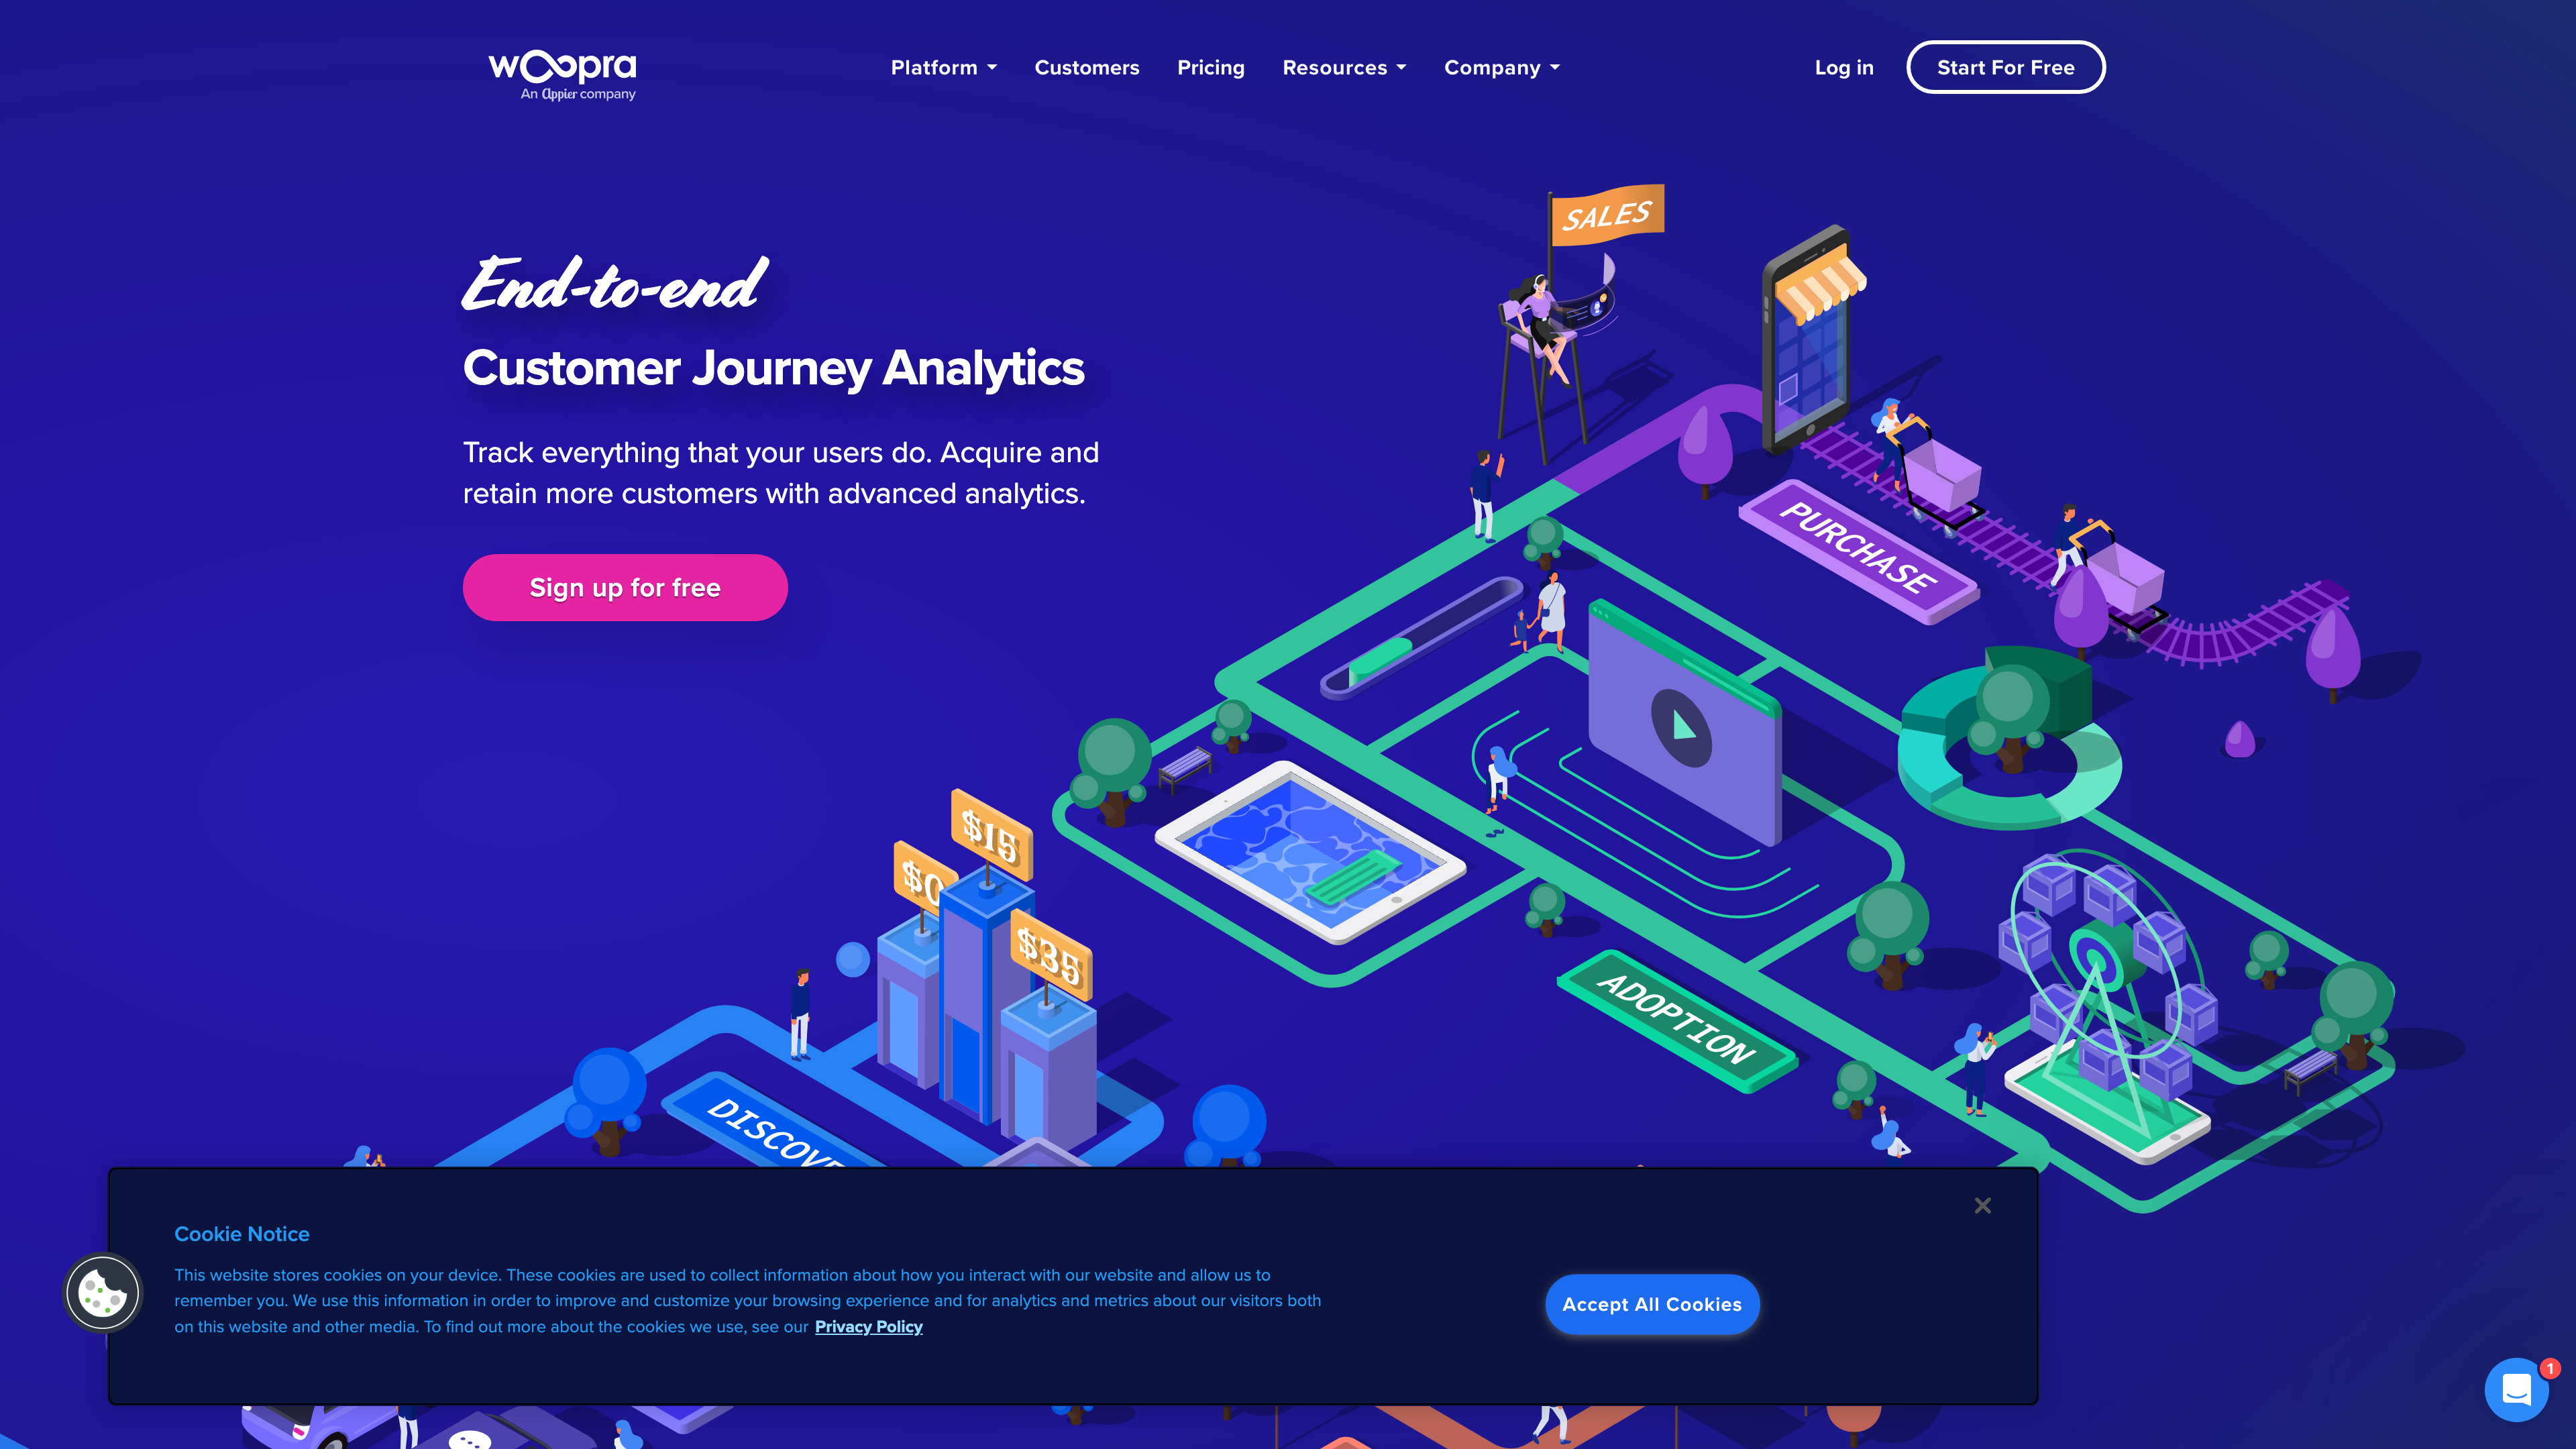 woopra
An Appier company
Platform
Customers
Pricing
Resources
Company
Log in
Start For Free
SALES
End-to-end
Customer Journey Analytics
Track everything that your users do. Acquire and
retain more customers with advanced analytics.
Sign up for free
PURCHASE
$15
$0
$35
ADOPTION
DISCOVE
Cookie Notice
This website stores cookies on your device. These cookies are used to collect information about how you interact with our website and allow us to
remember you. We use this information in order to improve and customize your browsing experience and for analytics and metrics about our visitors both
on this website and other media. To find out more about the cookies we use, see our Privacy Policy
Accept All Cookies
1